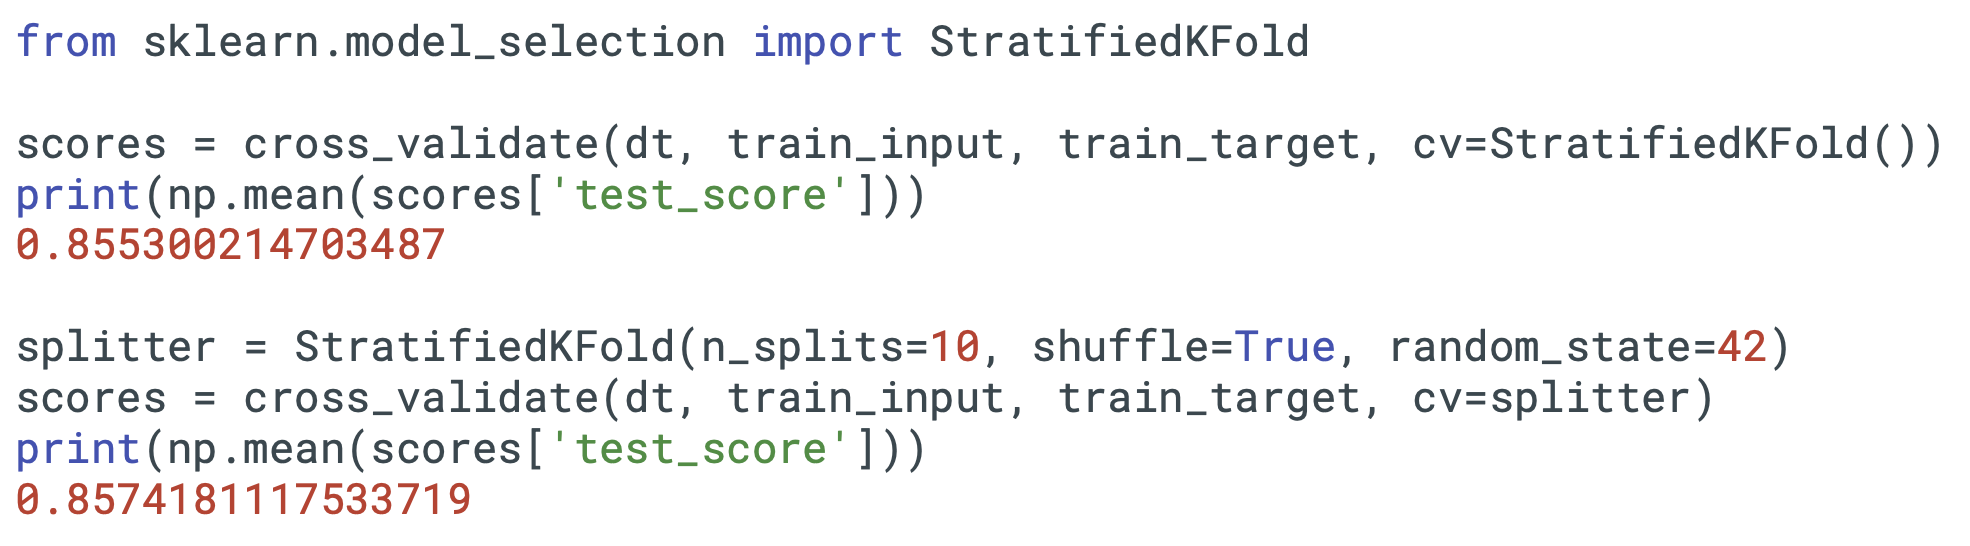 from sklearn.model_selection import StratifiedKFold
scores = cross_validate(dt, train_input, train_target, cv=StratifiedKFold())
print(np.mean(scores['test_score']))
0.855300214703487
splitter = StratifiedKFold(n_splits=10, shuffle=True, random_state=42)
scores = cross_validate(dt, train_input, train_target, cv=splitter)
print(np.mean(scores['test_score']))
0.8574181117533719